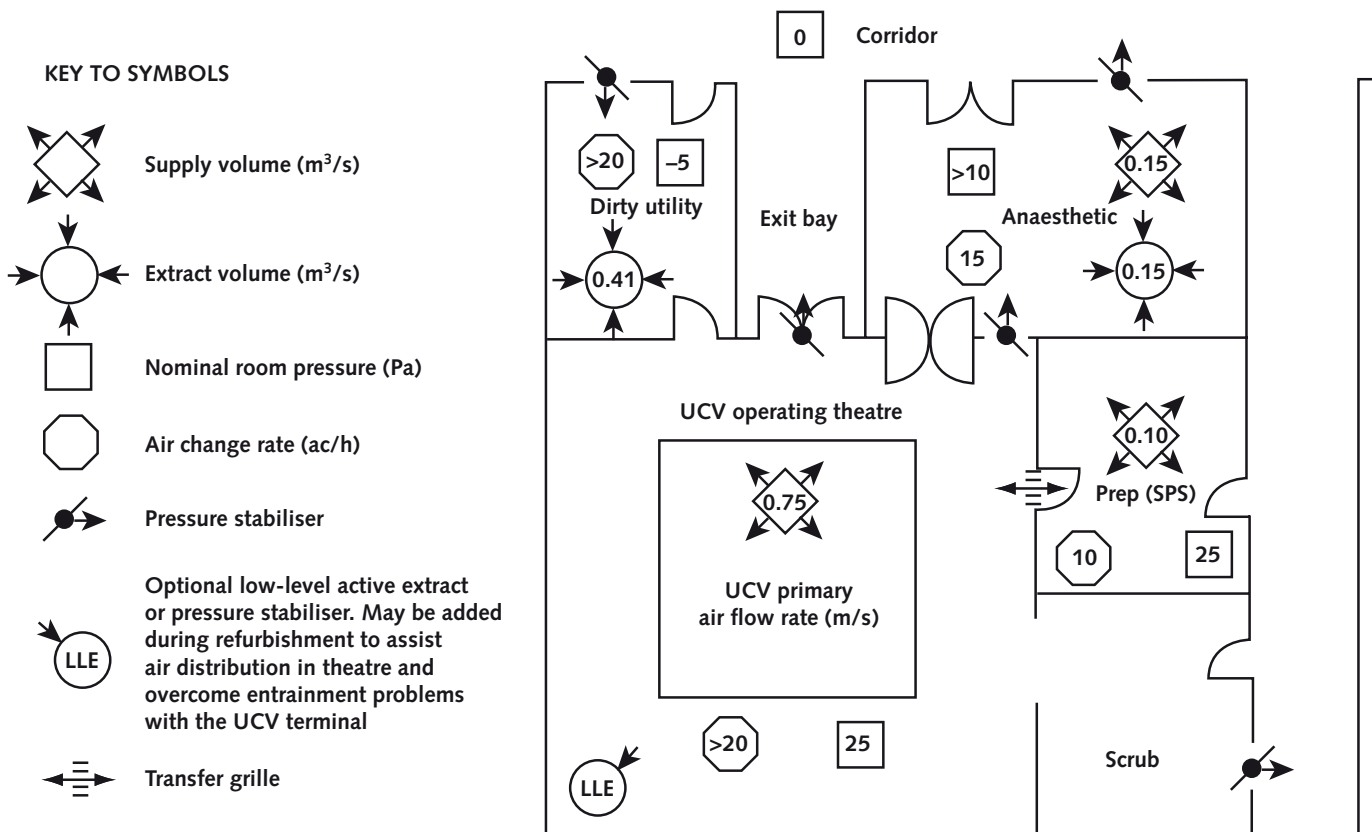 KEY TO SYMBOLS
Supply volume (m³/s)
Extract volume (m³/s)
Nominal room pressure (Pa)
Air change rate (ac/h)
Pressure stabiliser
Optional low-level active extract
or pressure stabiliser. May be added
during refurbishment to assist
air distribution in theatre and
overcome entrainment problems
with the UCV terminal
LLE
Transfer grille
0
Corridor
>20
–5
Dirty utility
0.41
Exit bay
>10
0.15
Anaesthetic
15
0.15
UCV operating theatre
0.75
UCV primary
air flow rate (m/s)
0.10
Prep (SPS)
10
25
>20
25
LLE
Scrub